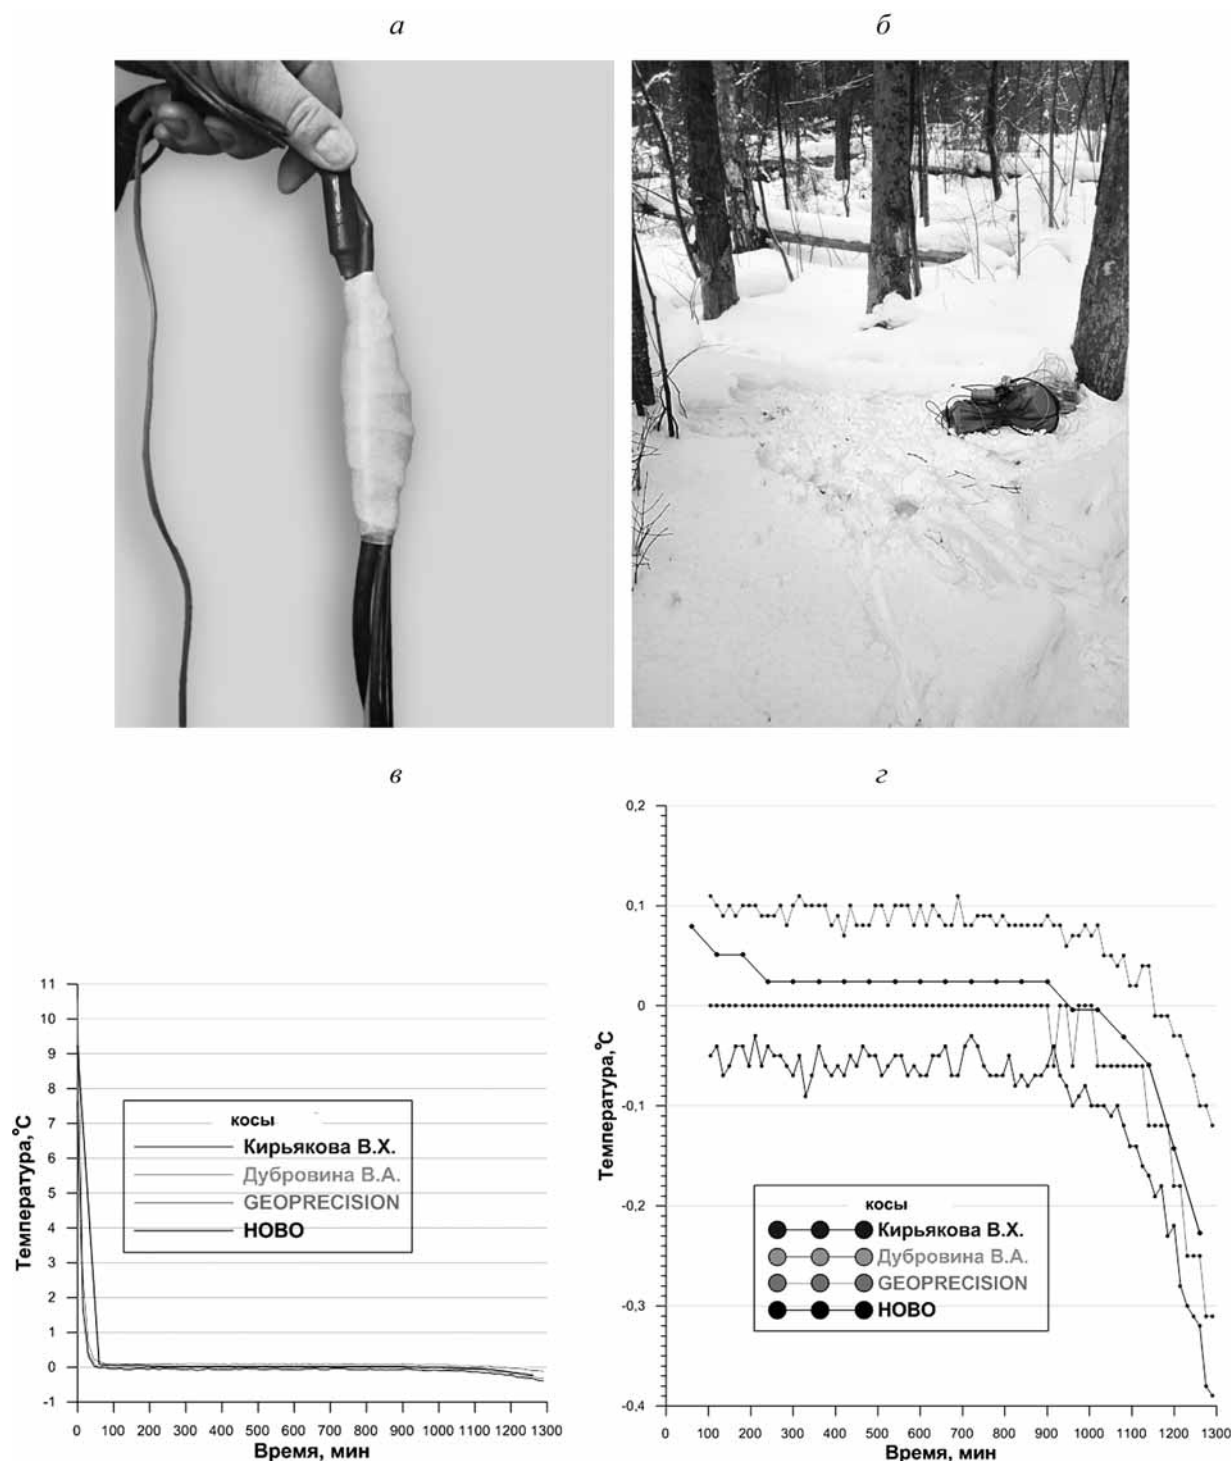 а
б
в
г
11
10
9
8
7
6
5
4
3
2
1
0
-1
Температура,°С
косы
Кирьякова В.Х.
Дубровина В.А.
GEOPRECISION
HOBO
0 100 200 300 400 500 600 700 800 900 1000 1100 1200 1300
Время, мин
0,2
0,1
0
-0,1
-0,2
-0,3
-0,4
Температура,°С
косы
Кирьякова В.Х.
Дубровина В.А.
GEOPRECISION
HOBO
0 100 200 300 400 500 600 700 800 900 1000 1100 1200 1300
Время, мин